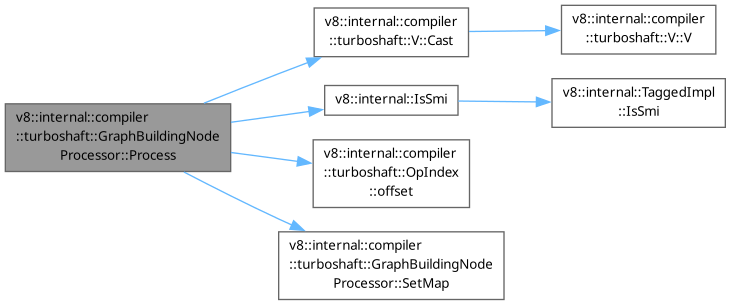 v8::internal::compiler
::turboshaft::GraphBuildingNode
Processor::Process
v8::internal::compiler
::turboshaft::V::Cast
v8::internal::compiler
::turboshaft::V::V
v8::internal::IsSmi
v8::internal::TaggedImpl
::IsSmi
v8::internal::compiler
::turboshaft::OpIndex
::offset
v8::internal::compiler
::turboshaft::GraphBuildingNode
Processor::SetMap